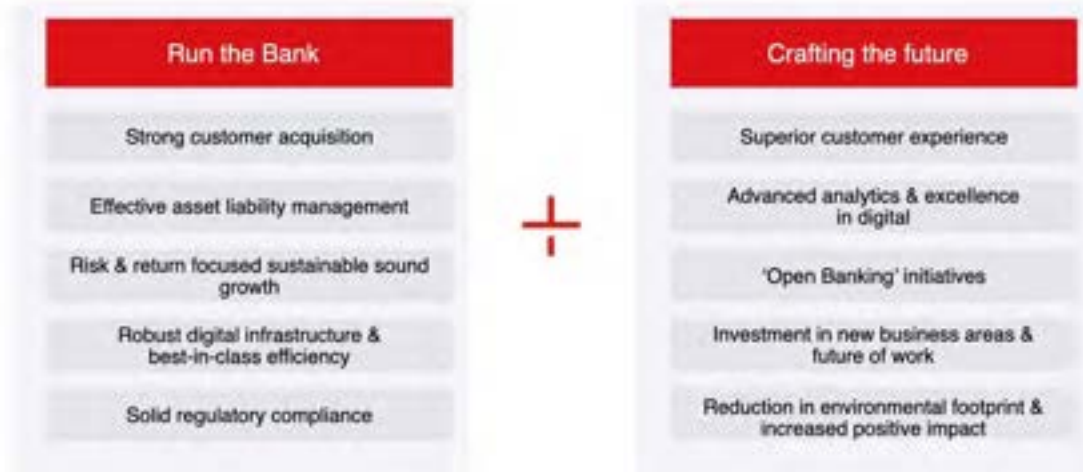 Run the Bank
Strong customer acquisition
Effective asset liability management
Risk & return focused sustainable sound
growth
Robust digital infrastructure &
best-in-class efficiency
Solid regulatory compliance
Crafting the future
Superior customer experience
Advanced analytics & excellence
in digital
‘Open Banking’ initiatives
Investment in new business areas &
future of work
Reduction in environmental footprint &
increased positive impact